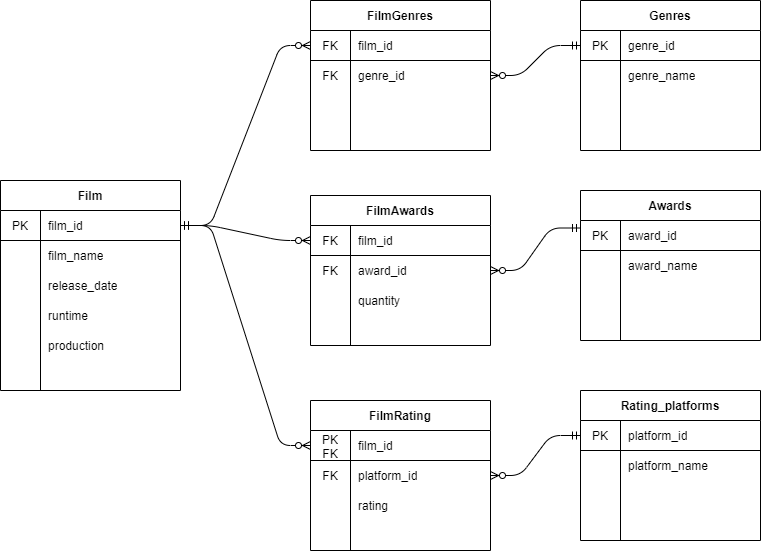 FilmGenres
FK film_id
FK genre_id
Genres
PK genre_id
genre_name
Film
PK film_id
film_name
release_date
runtime
production
FilmAwards
FK film_id
FK award_id
quantity
Awards
PK award_id
award_name
FilmRating
PK
FK film_id
FK platform_id
rating
Rating_platforms
PK platform_id
platform_name